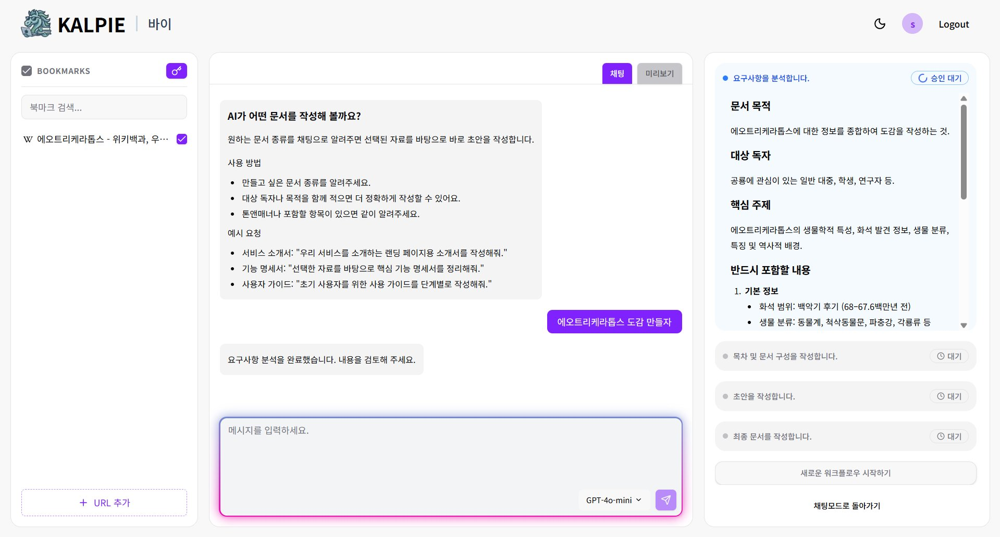 KALPIE
바이
s
Logout
BOOKMARKS
북마크 검색...
W 에오트리케라톱스 - 위키백과, 우…
+ URL 추가
채팅
미리보기
AI가 어떤 문서를 작성해 볼까요?
원하는 문서 종류를 채팅으로 알려주면 선택된 자료를 바탕으로 바로 초안을 작성합니다.
사용 방법
만들고 싶은 문서 종류를 알려주세요.
대상 독자나 목적을 함께 적으면 더 정확하게 작성할 수 있어요.
톤앤매너나 포함할 항목이 있으면 같이 알려주세요.
예시 요청
서비스 소개서: "우리 서비스를 소개하는 랜딩 페이지용 소개서를 작성해줘."
기능 명세서: "선택한 자료를 바탕으로 핵심 기능 명세서를 정리해줘."
사용자 가이드: "초기 사용자를 위한 사용 가이드를 단계별로 작성해줘."
에오트리케라톱스 도감 만들자
요구사항 분석을 완료했습니다. 내용을 검토해 주세요.
메시지를 입력하세요.
GPT-4o-mini
요구사항을 분석합니다.
승인 대기
문서 목적
에오트리케라톱스에 대한 정보를 종합하여 도감을 작성하는 것.
대상 독자
공룡에 관심이 있는 일반 대중, 학생, 연구자 등.
핵심 주제
에오트리케라톱스의 생물학적 특성, 화석 발견 정보, 생물 분류,
특징 및 역사적 배경.
반드시 포함할 내용
1. 기본 정보
화석 범위: 백악기 후기 (68–67.6백만년 전)
생물 분류: 동물계, 척삭동물문, 파충강, 각룡류 등
목차 및 문서 구성을 작성합니다.
대기
초안을 작성합니다.
대기
최종 문서를 작성합니다.
대기
새로운 워크플로우 시작하기
채팅모드로 돌아가기